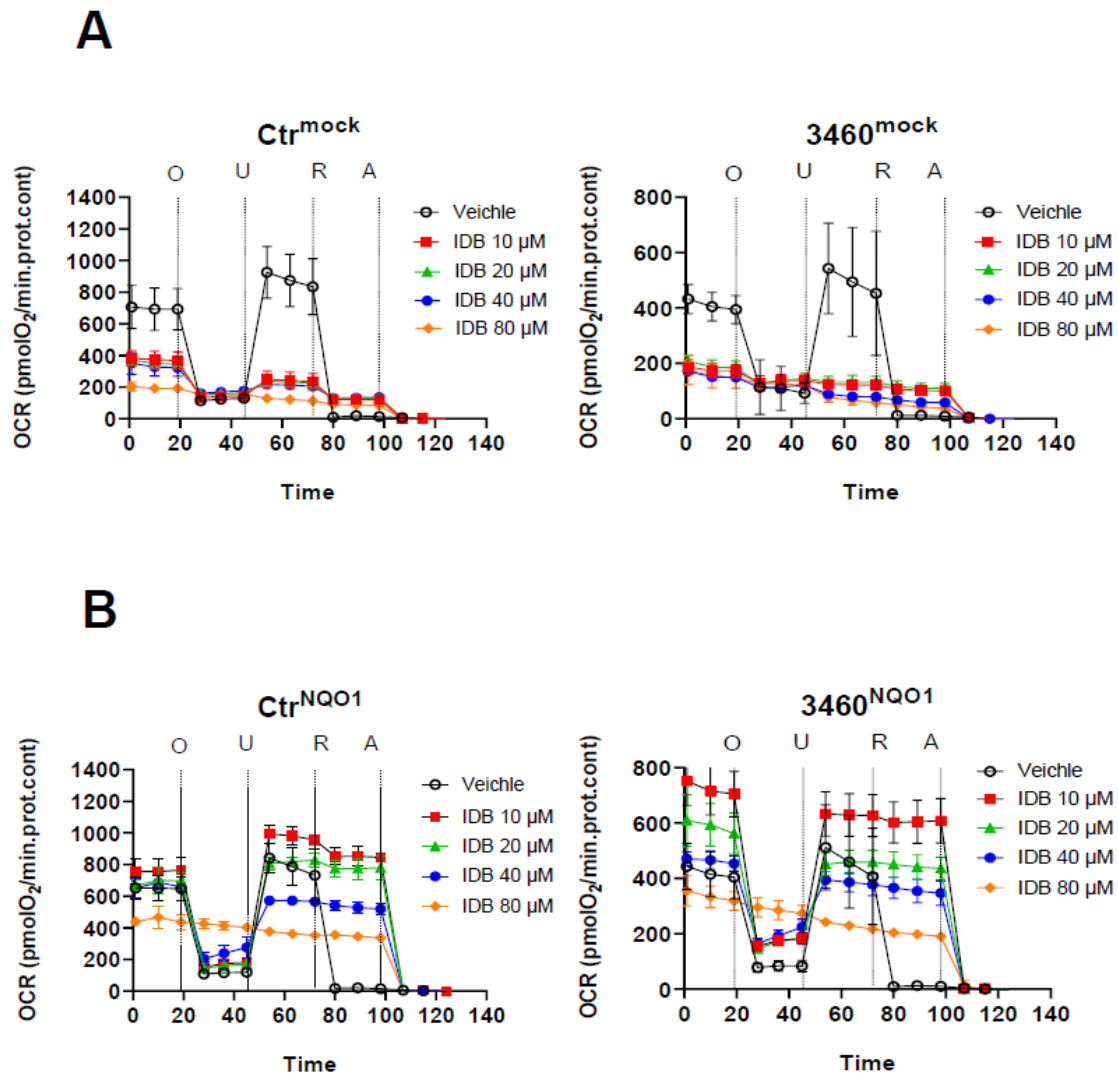 A
Ctr^mock
O U R A
OCR (pmolO₂/min.prot.cont)
1400
1200
1000
800
600
400
200
0
0 20 40 60 80 100 120 140
Time
Veichle
IDB 10 µM
IDB 20 µM
IDB 40 µM
IDB 80 µM
3460^mock
O U R A
OCR (pmolO₂/min.prot.cont)
800
600
400
200
0
0 20 40 60 80 100 120 140
Time
Veichle
IDB 10 µM
IDB 20 µM
IDB 40 µM
IDB 80 µM
B
Ctr^NQO1
O U R A
OCR (pmolO₂/min.prot.cont)
1400
1200
1000
800
600
400
200
0
0 20 40 60 80 100 120 140
Time
Veichle
IDB 10 µM
IDB 20 µM
IDB 40 µM
IDB 80 µM
3460^NQO1
O U R A
OCR (pmolO₂/min.prot.cont)
800
600
400
200
0
0 20 40 60 80 100 120 140
Time
Veichle
IDB 10 µM
IDB 20 µM
IDB 40 µM
IDB 80 µM